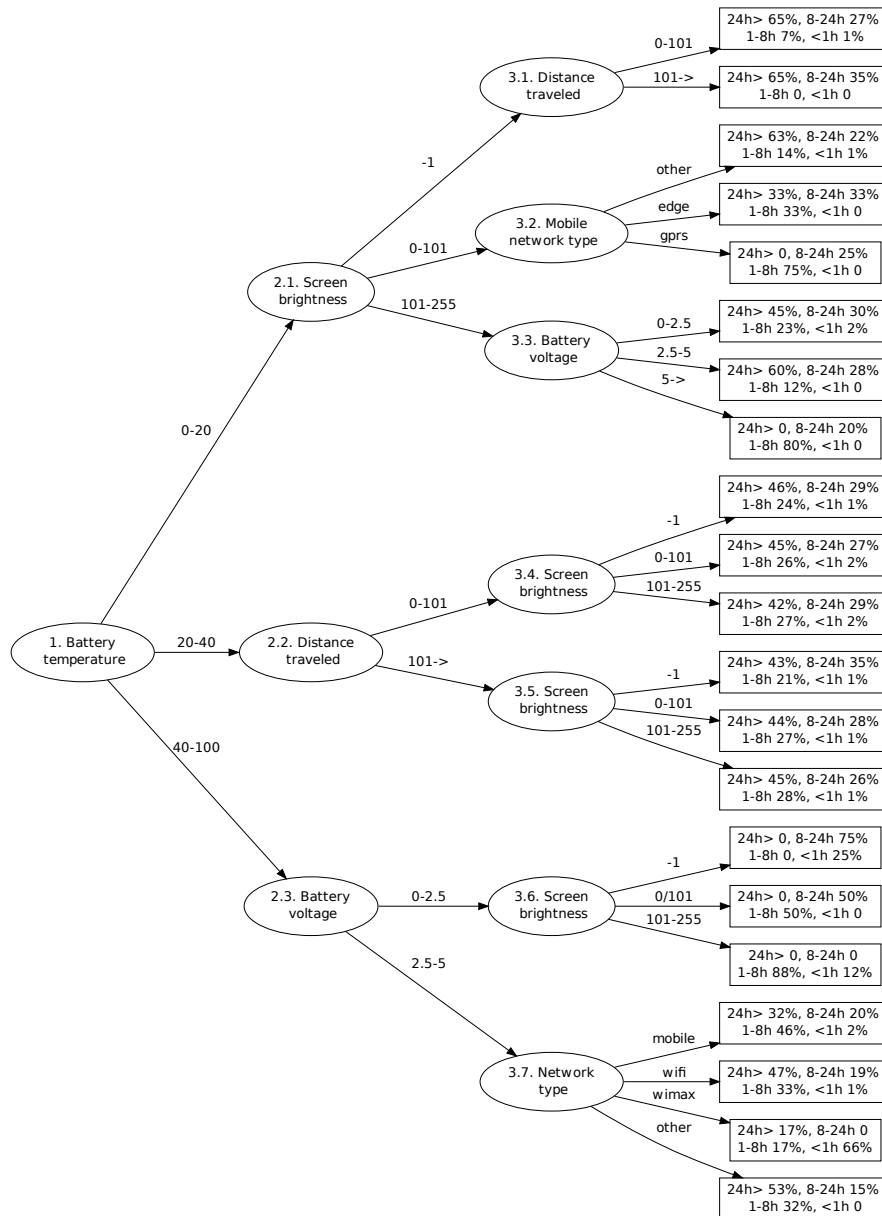 24h> 65%, 8-24h 27%
1-8h 7%, <1h 1%
0-101
3.1. Distance
traveled
101->
24h> 65%, 8-24h 35%
1-8h 0, <1h 0
-1
24h> 63%, 8-24h 22%
1-8h 14%, <1h 1%
other
3.2. Mobile
network type
edge
24h> 33%, 8-24h 33%
1-8h 33%, <1h 0
0-101
gprs
24h> 0, 8-24h 25%
1-8h 75%, <1h 0
2.1. Screen
brightness
101-255
24h> 45%, 8-24h 30%
1-8h 23%, <1h 2%
0-2.5
3.3. Battery
voltage
2.5-5
24h> 60%, 8-24h 28%
1-8h 12%, <1h 0
5->
24h> 0, 8-24h 20%
1-8h 80%, <1h 0
0-20
24h> 46%, 8-24h 29%
1-8h 24%, <1h 1%
-1
24h> 45%, 8-24h 27%
1-8h 26%, <1h 2%
0-101
3.4. Screen
brightness
101-255
24h> 42%, 8-24h 29%
1-8h 27%, <1h 2%
0-101
1. Battery
temperature
20-40
2.2. Distance
traveled
101->
24h> 43%, 8-24h 35%
1-8h 21%, <1h 1%
-1
3.5. Screen
brightness
0-101
24h> 44%, 8-24h 28%
1-8h 27%, <1h 1%
101-255
24h> 45%, 8-24h 26%
1-8h 28%, <1h 1%
40-100
24h> 0, 8-24h 75%
1-8h 0, <1h 25%
-1
2.3. Battery
voltage
0-2.5
3.6. Screen
brightness
0/101
24h> 0, 8-24h 50%
1-8h 50%, <1h 0
101-255
24h> 0, 8-24h 0
1-8h 88%, <1h 12%
2.5-5
24h> 32%, 8-24h 20%
1-8h 46%, <1h 2%
mobile
3.7. Network
type
wifi
24h> 47%, 8-24h 19%
1-8h 33%, <1h 1%
wimax
24h> 17%, 8-24h 0
1-8h 17%, <1h 66%
other
24h> 53%, 8-24h 15%
1-8h 32%, <1h 0